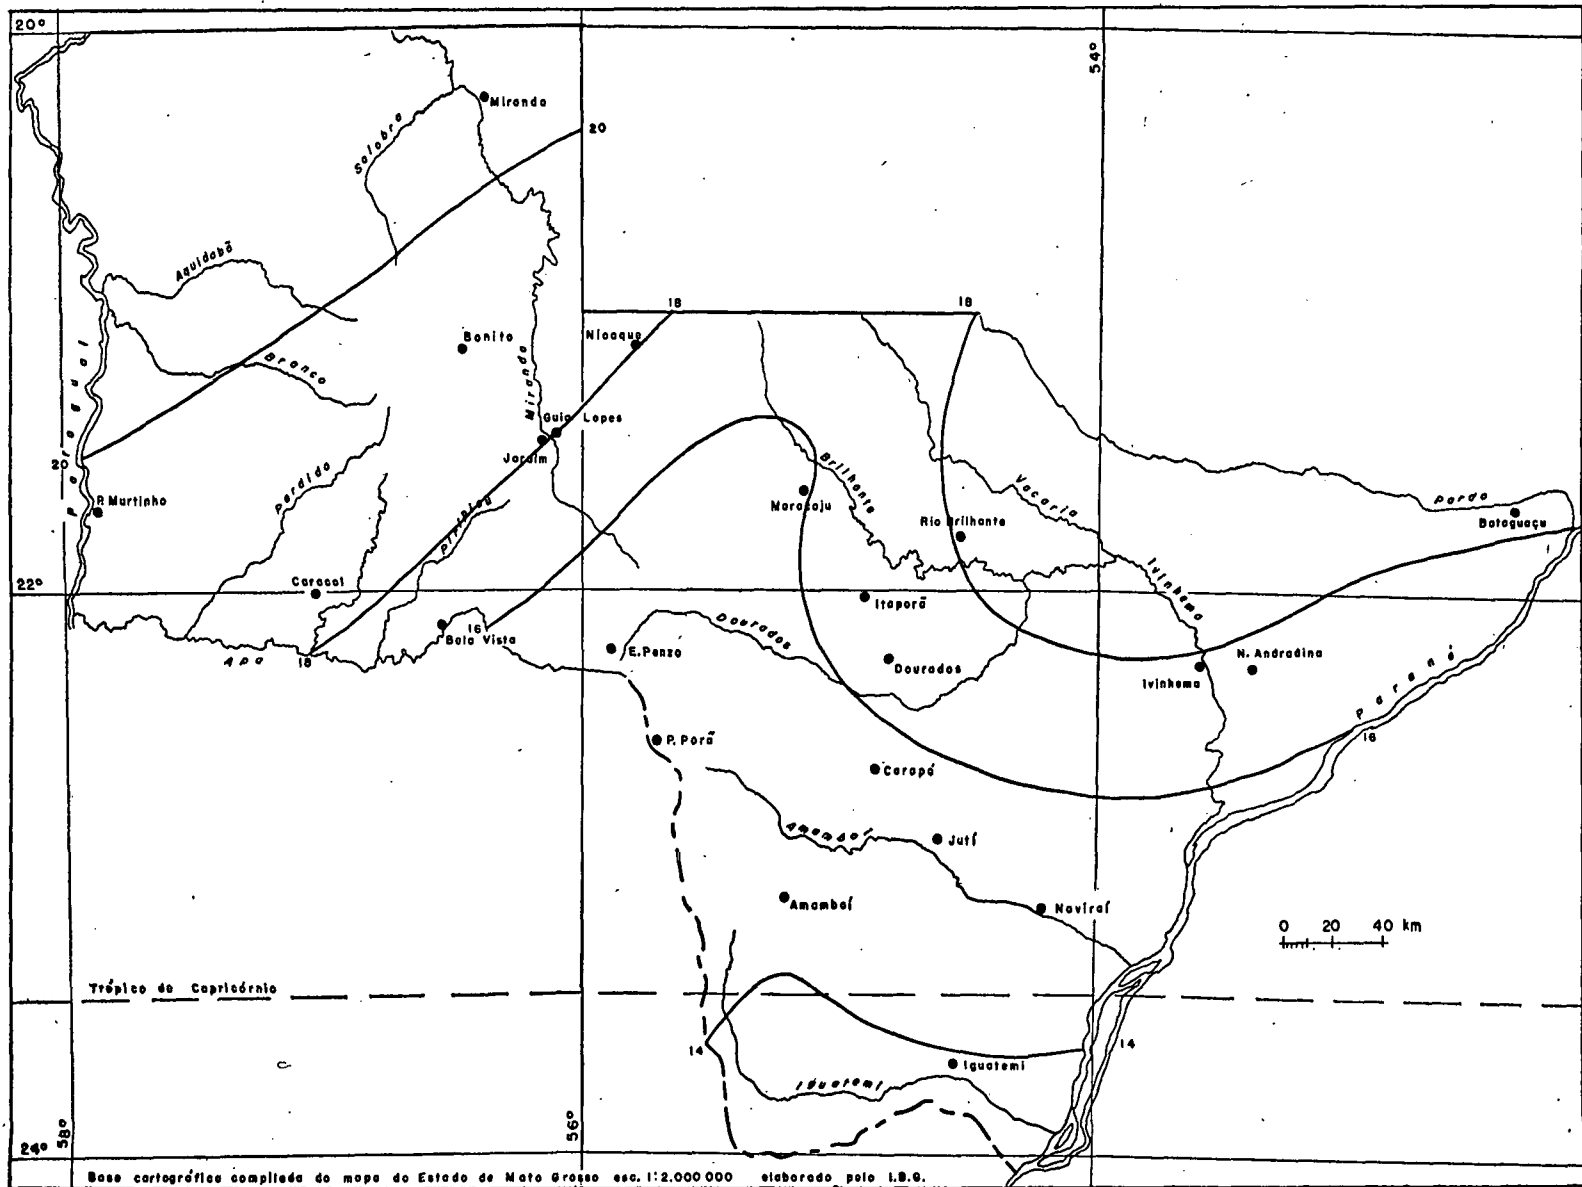 20°
54°
Miranda
Salobra
20
Aquidabã
18
18
Paraguai
Bonito
Nioaque
Branco
Miranda
Guia Lopes
Jardim
20
Perdido
Brilhante
P. Murtinho
Piripucu
Maracaju
Vacaria
Pardo
Rio Brilhante
Bataguaçu
22°
Caracol
Itaporã
Ivinhema
Bela Vista
16
Dourados
Apa
18
E. Penzo
Dourados
Ivinhema
N. Andradina
Paraná
P. Porã
16
Carapó
Amambaí
Jutí
Amambaí
Naviraí
0 20 40 km
Trópico de Capricórnio
14
14
Iguatemi
Iguatemi
24°
58°
56°
Base cartográfica compilada do mapa do Estado de Mato Grosso esc. 1:2.000 000 elaborado pelo I.B.G.